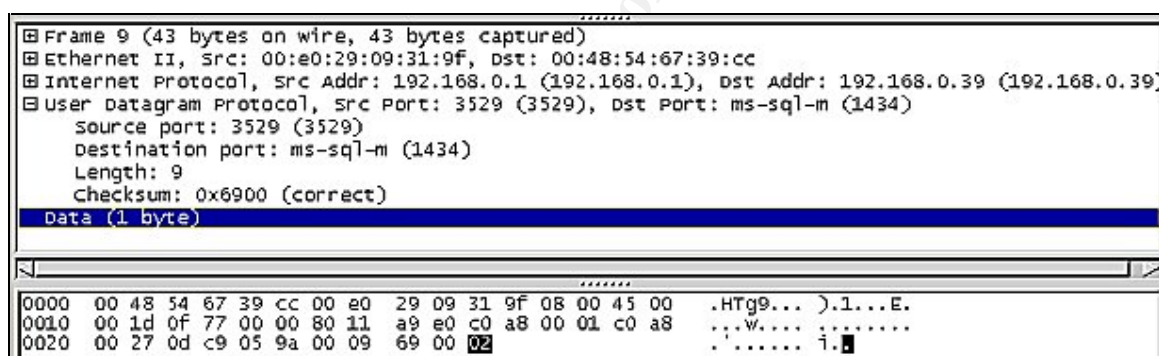 Frame 9 (43 bytes on wire, 43 bytes captured)
Ethernet II, Src: 00:e0:29:09:31:9f, Dst: 00:48:54:67:39:cc
Internet Protocol, Src Addr: 192.168.0.1 (192.168.0.1), Dst Addr: 192.168.0.39 (192.168.0.39)
User Datagram Protocol, Src Port: 3529 (3529), Dst Port: ms-sql-m (1434)
Source port: 3529 (3529)
Destination port: ms-sql-m (1434)
Length: 9
Checksum: 0x6900 (correct)
Data (1 byte)
0000 00 48 54 67 39 cc 00 e0 29 09 31 9f 08 00 45 00 .HTg9... ).1...E.
0010 00 1d 0f 77 00 00 80 11 a9 e0 c0 a8 00 01 c0 a8 ...w.... ........
0020 00 27 0d c9 05 9a 00 09 69 00 02 .'...... i..